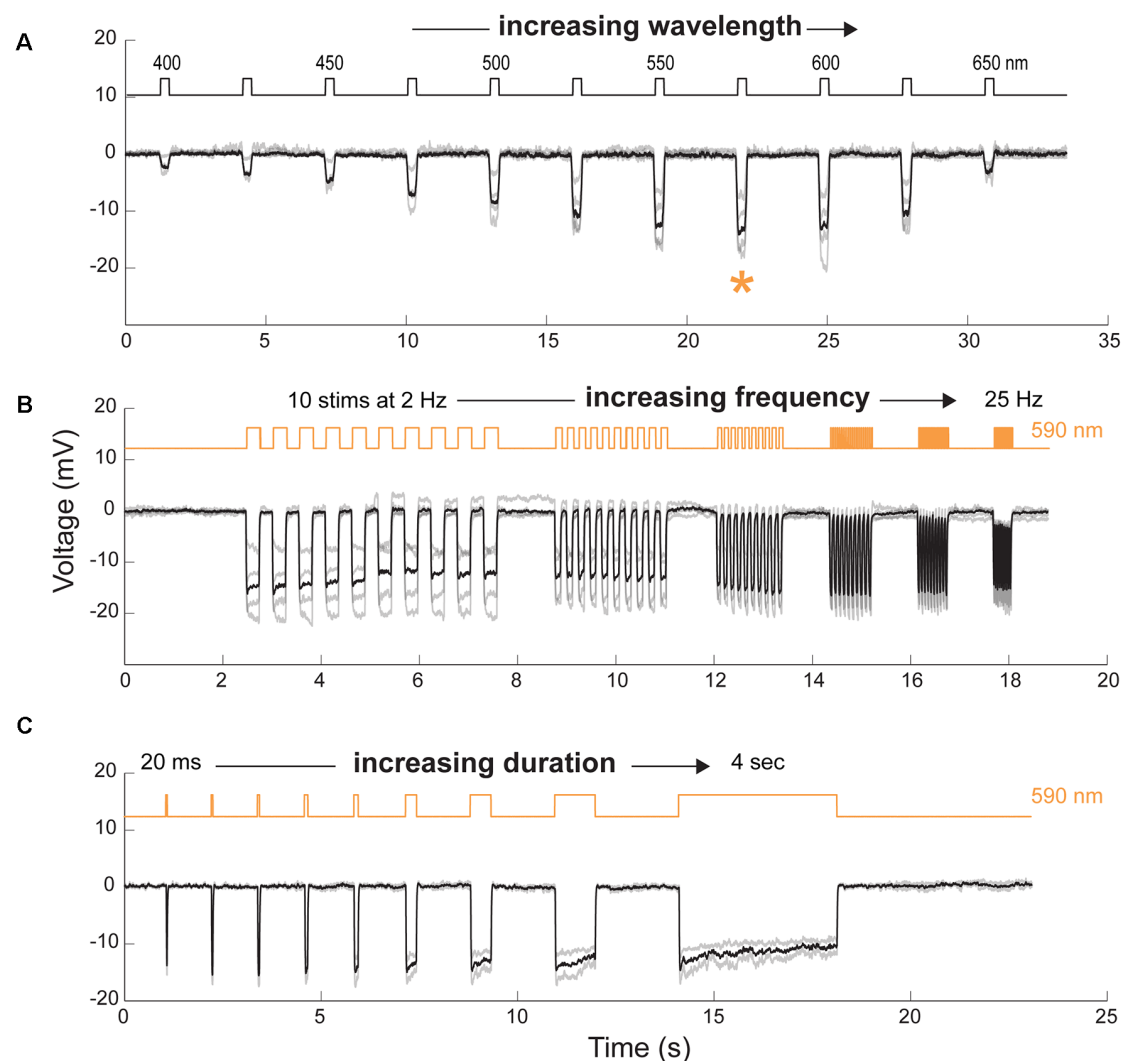 A
increasing wavelength
20
400 450 500 550 600 650 nm
10
0
-10
-20
*
0 5 10 15 20 25 30 35
B
10 stims at 2 Hz increasing frequency 25 Hz
20
590 nm
10
0
-10
-20
0 2 4 6 8 10 12 14 16 18 20
Voltage (mV)
C
20 ms increasing duration 4 sec
20
590 nm
10
0
-10
-20
0 5 10 15 20 25
Time (s)